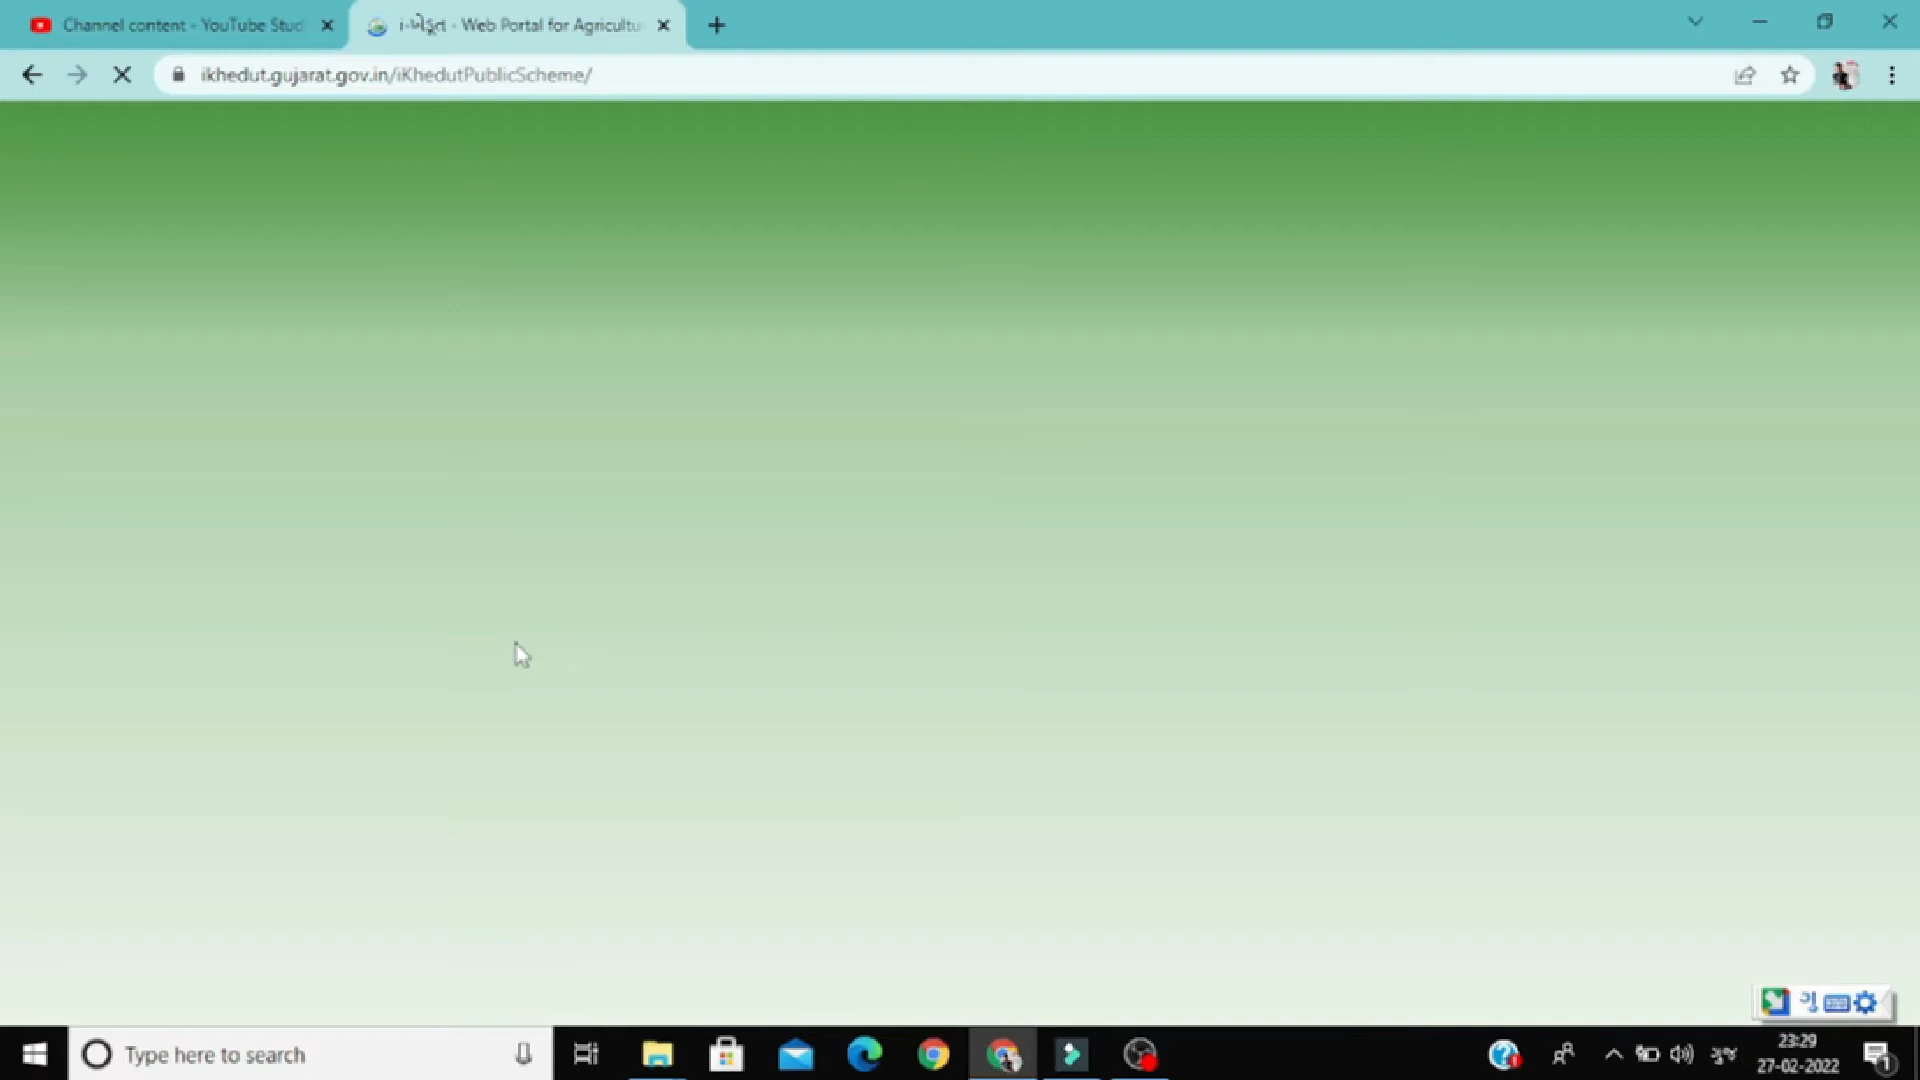 Channel content - YouTube Stud
i-ખેડૂત - Web Portal for Agricultu
ikhedut.gujarat.gov.in/iKhedutPublicScheme/
ગુ
Type here to search
ગુજ
23:29
27-02-2022
1